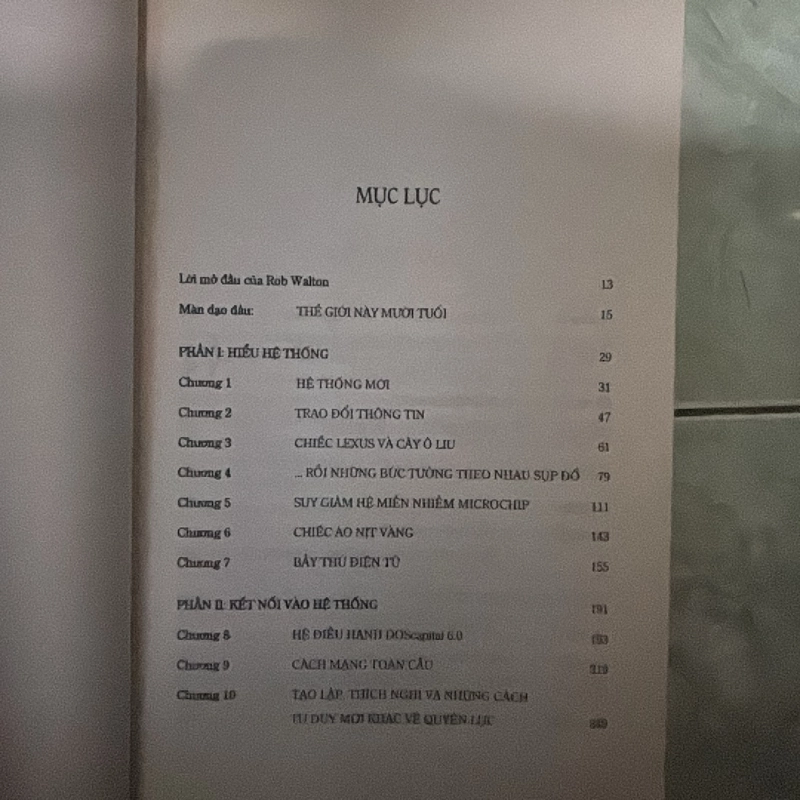 MỤC LỤC
Lời mở đầu của Rob Walton 13
Màn dạo đầu: THẾ GIỚI NÀY MƯỜI TUỔI 15
PHẦN I: HIỂU HỆ THỐNG 29
Chương 1 HỆ THỐNG MỚI 31
Chương 2 TRAO ĐỔI THÔNG TIN 47
Chương 3 CHIẾC LEXUS VÀ CÂY Ô LIU 61
Chương 4 ... RỒI NHỮNG BỨC TƯỜNG THEO NHAU SỤP ĐỔ 79
Chương 5 SUY GIẢM HỆ MIỄN NHIỄM MICROCHIP 111
Chương 6 CHIẾC ÁO NỊT VÀNG 143
Chương 7 BẦY THÚ ĐIỆN TỬ 155
PHẦN II: KẾT NỐI VÀO HỆ THỐNG 191
Chương 8 HỆ ĐIỀU HÀNH DOScapital 6.0 193
Chương 9 CÁCH MẠNG TOÀN CẦU
Chương 10 TẠO LẬP, THÍCH NGHI VÀ NHỮNG CÁCH
TƯ DUY MỚI KHÁC VỀ QUYỀN LỰC